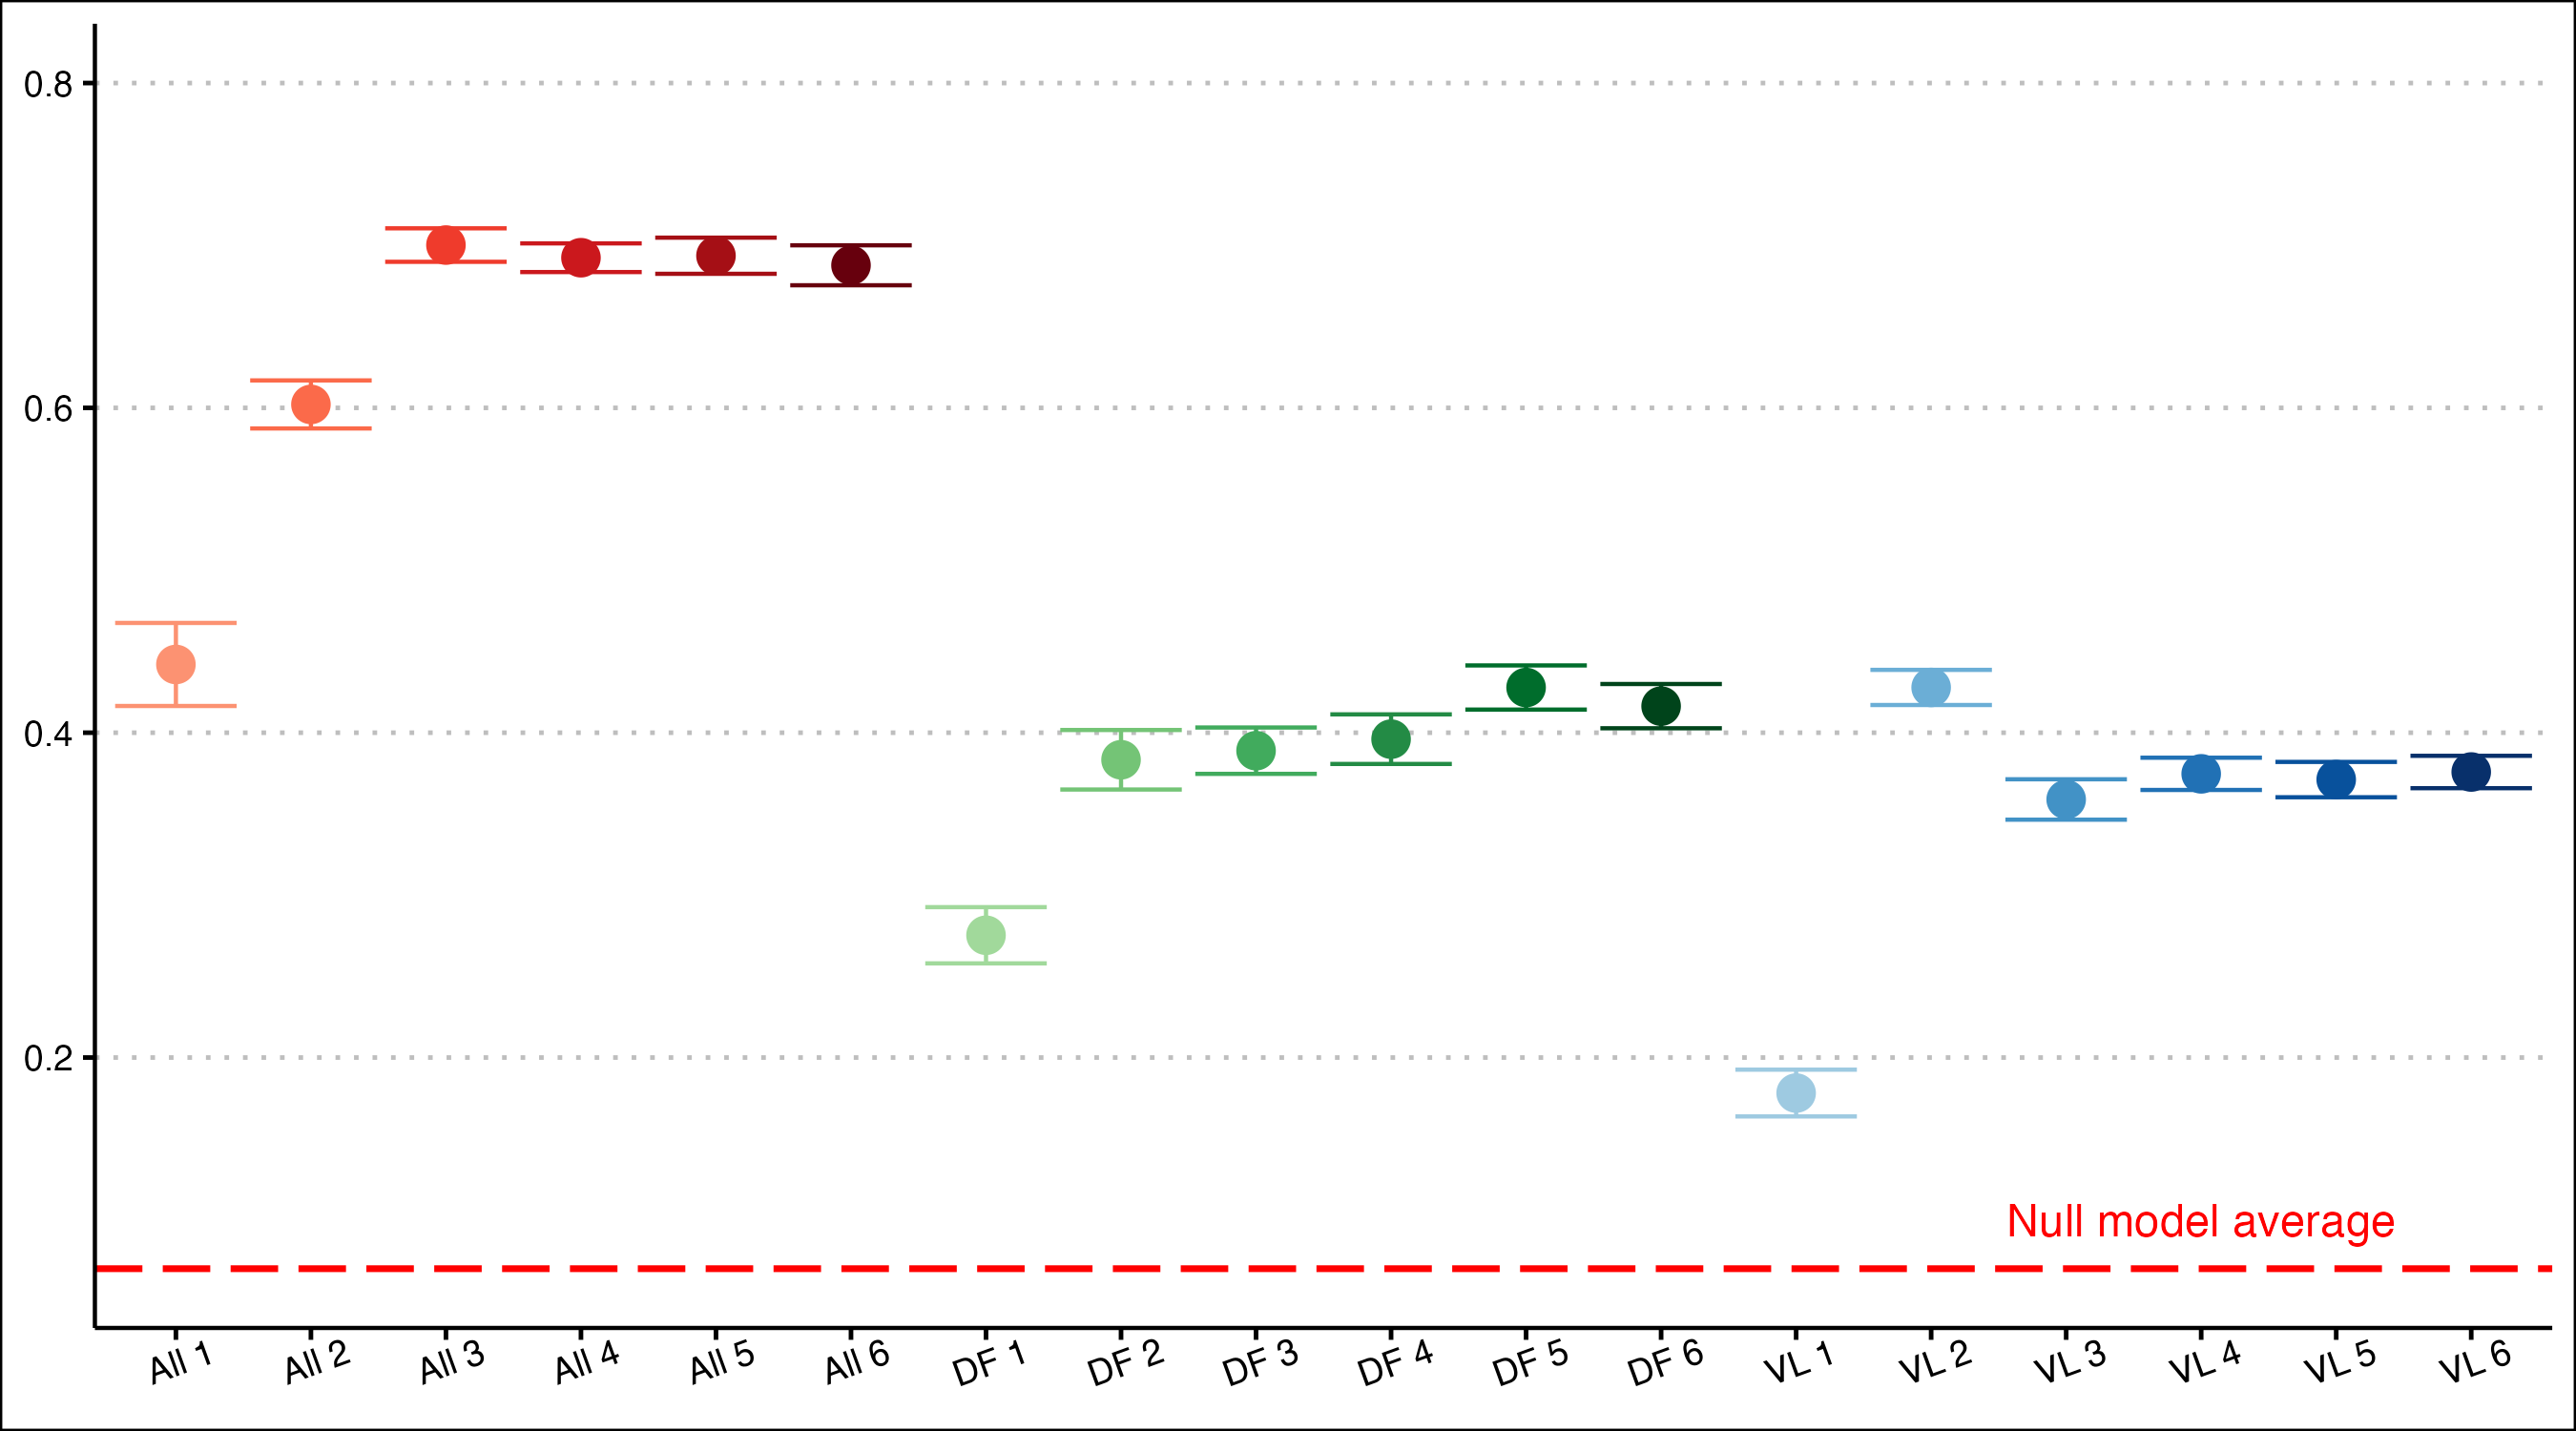 0.8
0.6
0.4
0.2
Null model average
All 1 All 2 All 3 All 4 All 5 All 6 DF 1 DF 2 DF 3 DF 4 DF 5 DF 6 VL 1 VL 2 VL 3 VL 4 VL 5 VL 6